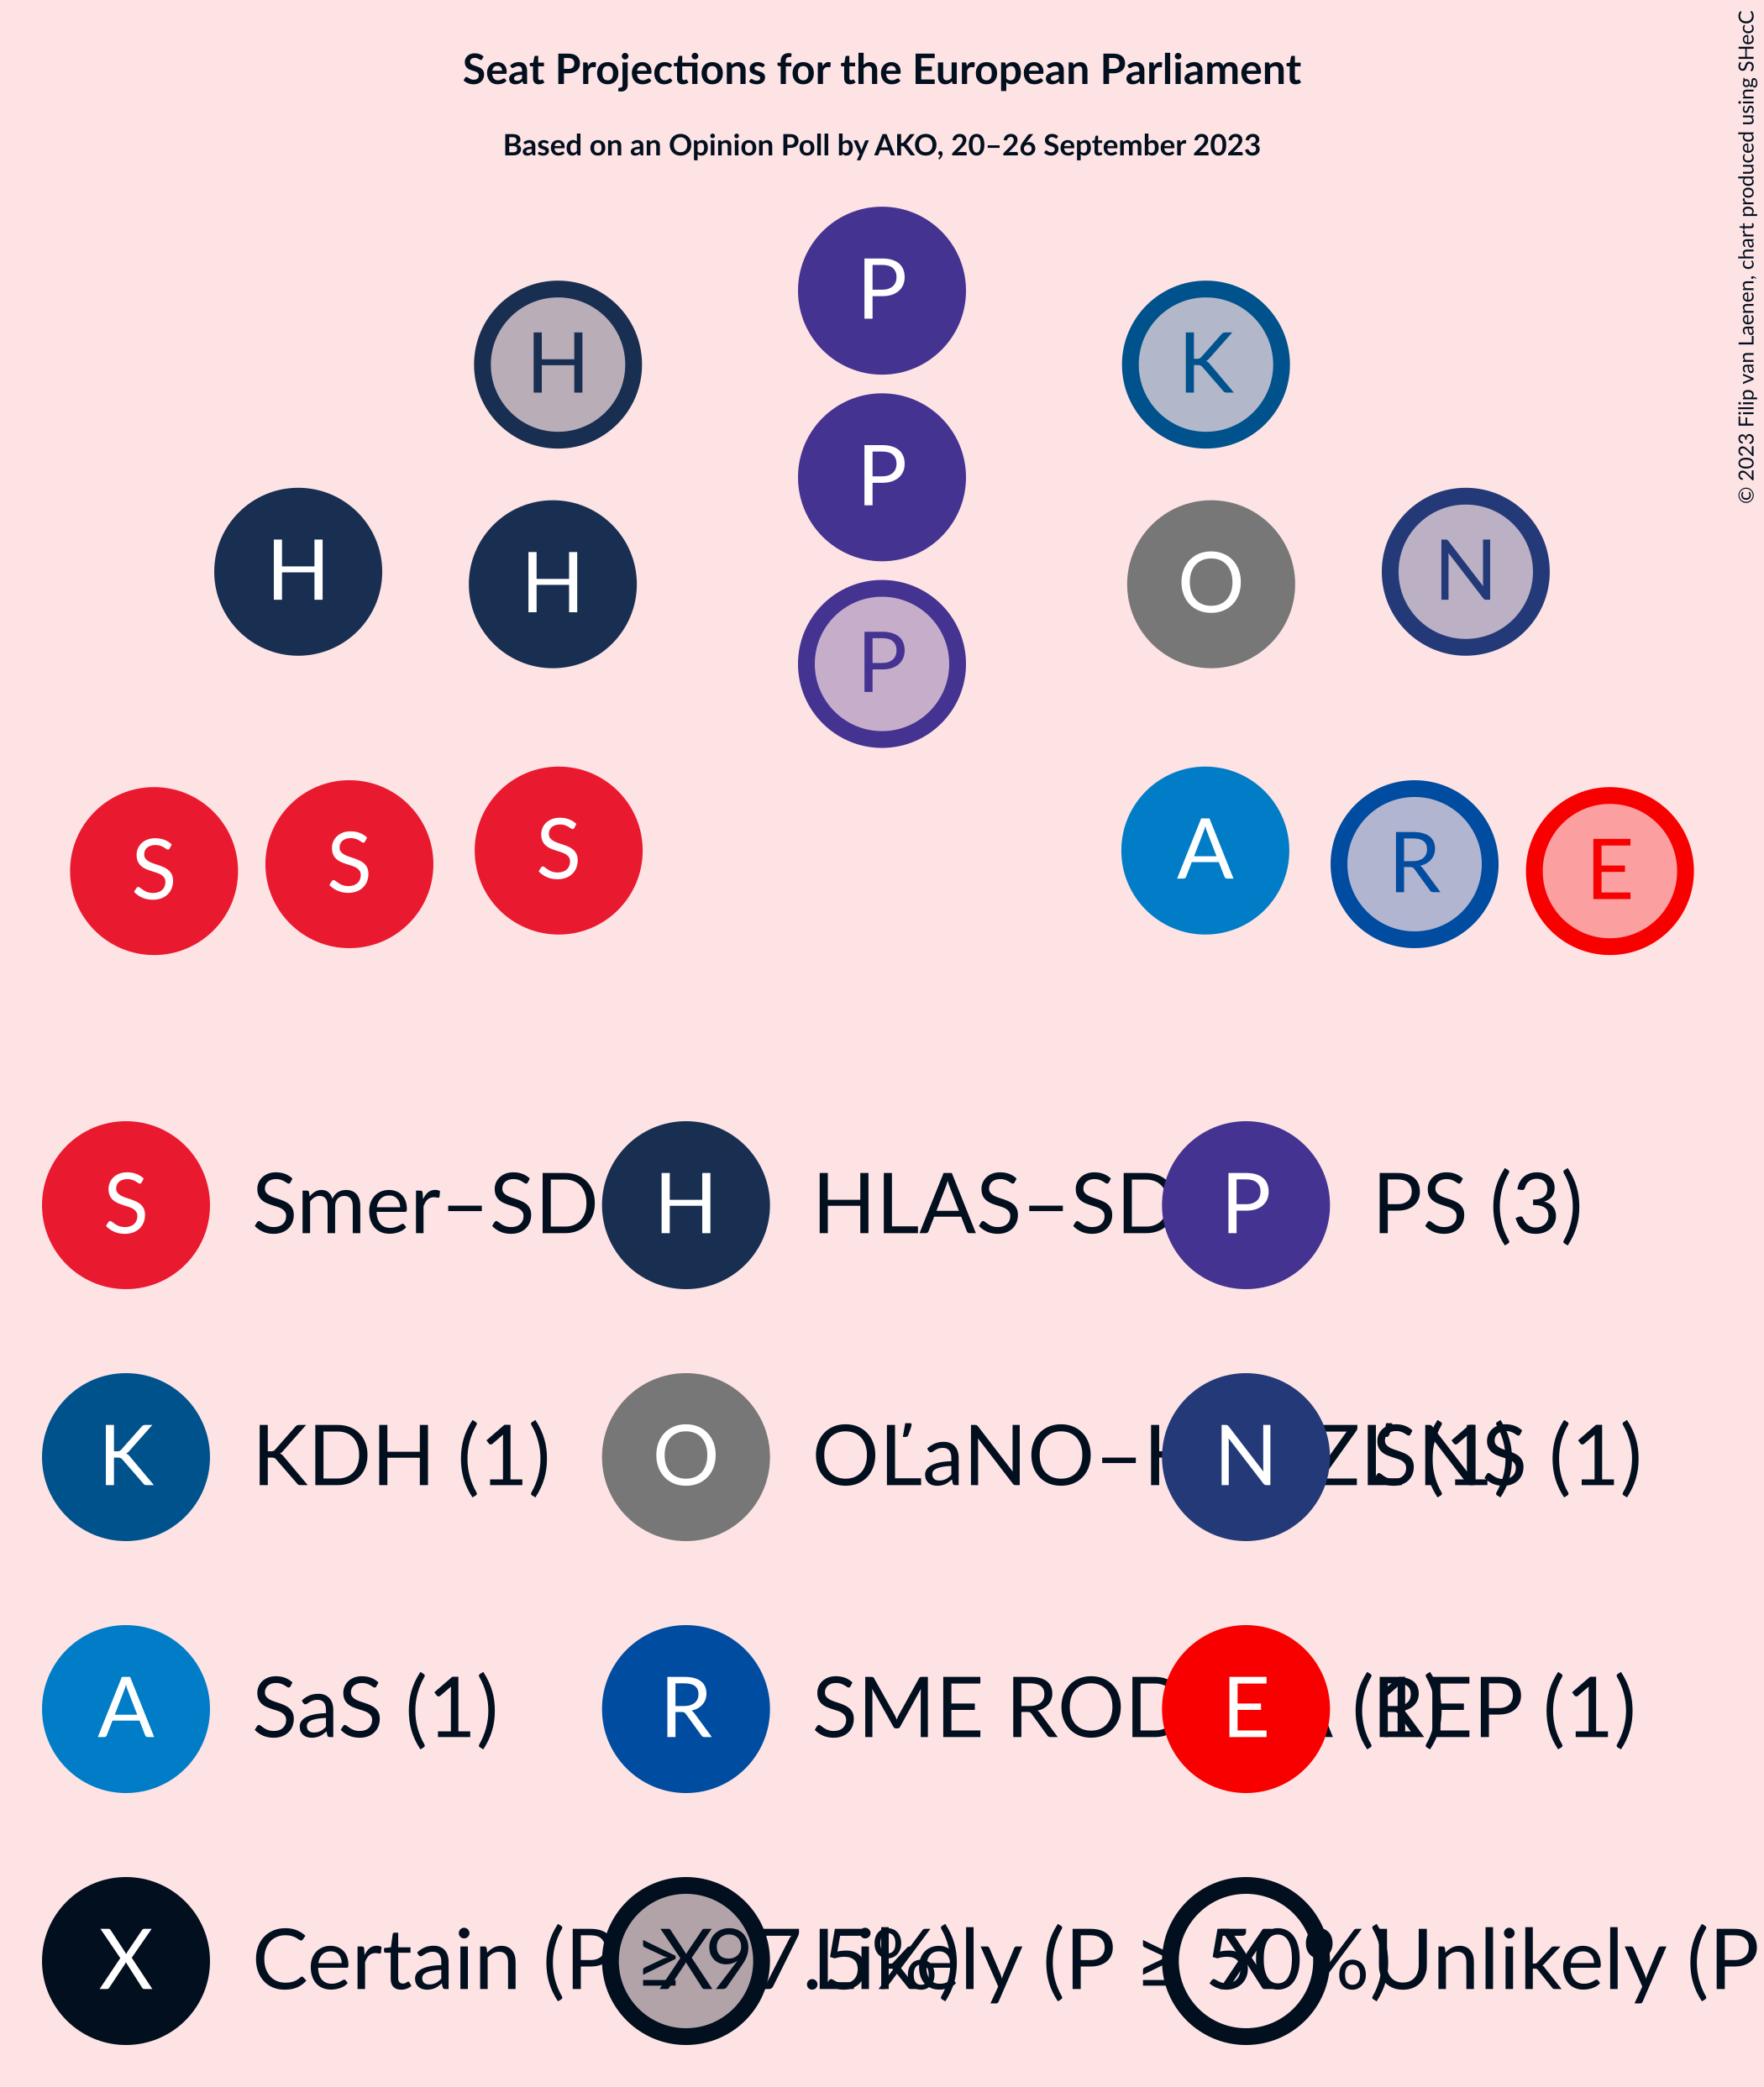 Seat Projections for the European Parliament
Based on an Opinion Poll by AKO, 20–26 September 2023
© 2023 Filip van Laenen, chart produced using SHecC
P
H K
P
H H O N
P
S S S A R E
S Smer–SD H HLAS–SD P PS (3)
K KDH (1) O OĽaNO– N SNS (1)
A SaS (1) R SME E REP (1)
X Certain (P ≥ 97.5%) X Likely (P ≥ 50%) X Unlikely (P